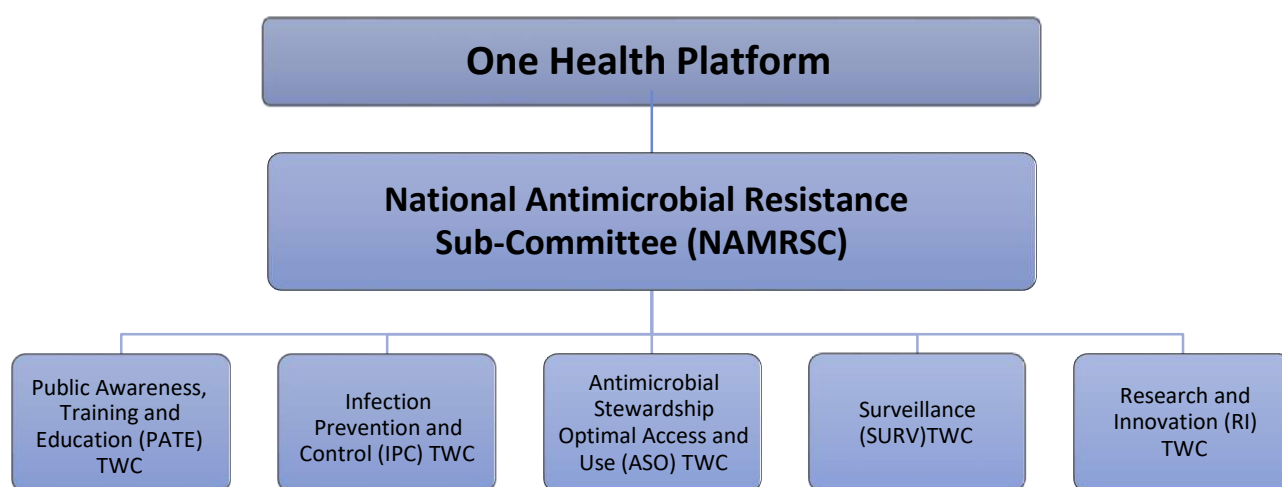 One Health Platform
National Antimicrobial Resistance
Sub-Committee (NAMRSC)
Public Awareness,
Training and
Education (PATE)
TWC
Infection
Prevention and
Control (IPC) TWC
Antimicrobial
Stewardship
Optimal Access and
Use (ASO) TWC
Surveillance
(SURV)TWC
Research and
Innovation (RI)
TWC